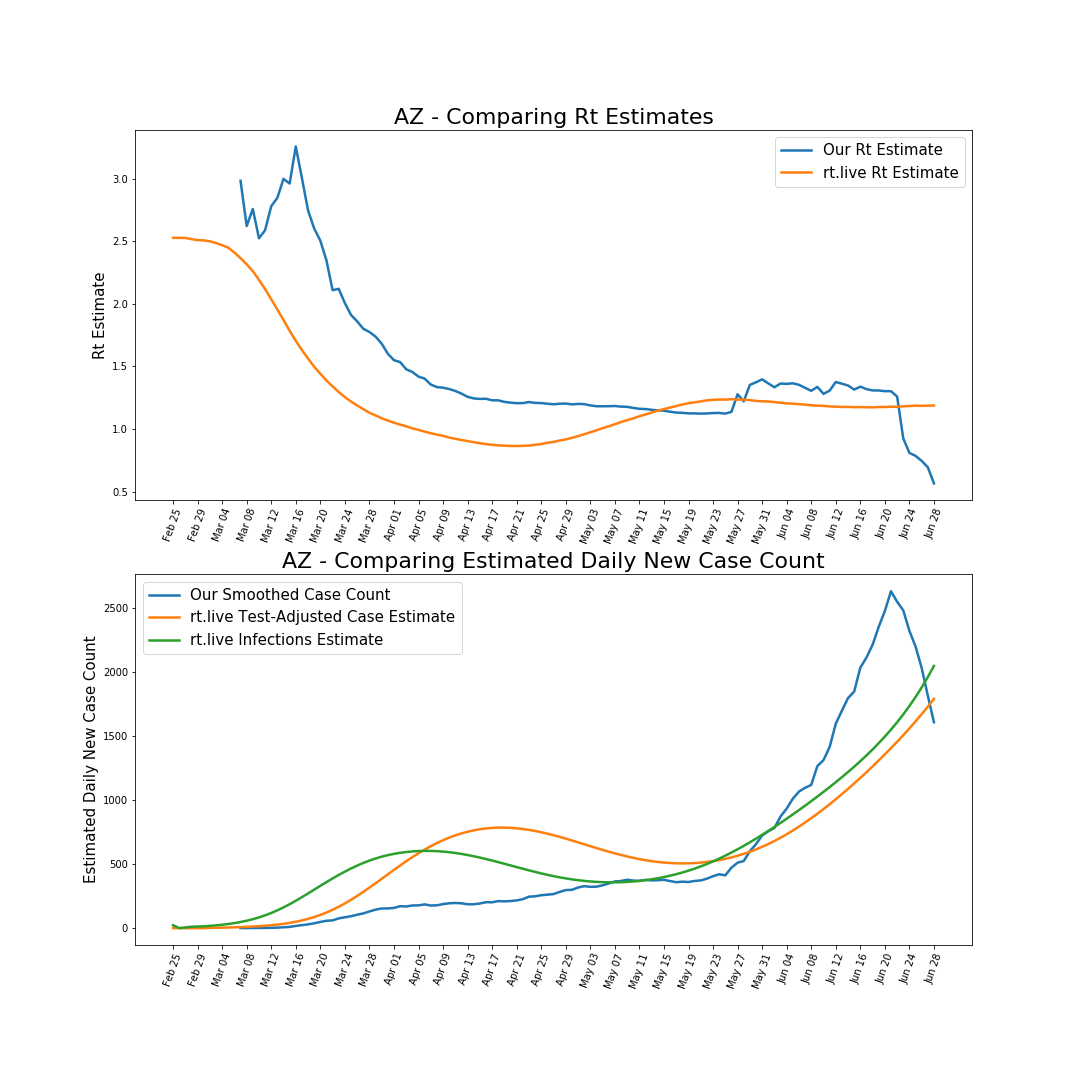 AZ - Comparing Rt Estimates
Our Rt Estimate
rt.live Rt Estimate
Rt Estimate
3.0
2.5
2.0
1.5
1.0
0.5
Feb 25 Feb 29 Mar 04 Mar 08 Mar 12 Mar 16 Mar 20 Mar 24 Mar 28 Apr 01 Apr 05 Apr 09 Apr 13 Apr 17 Apr 21 Apr 25 Apr 29 May 03 May 07 May 11 May 15 May 19 May 23 May 27 May 31 Jun 04 Jun 08 Jun 12 Jun 16 Jun 20 Jun 24 Jun 28
AZ - Comparing Estimated Daily New Case Count
Our Smoothed Case Count
rt.live Test-Adjusted Case Estimate
rt.live Infections Estimate
Estimated Daily New Case Count
2500
2000
1500
1000
500
0
Feb 25 Feb 29 Mar 04 Mar 08 Mar 12 Mar 16 Mar 20 Mar 24 Mar 28 Apr 01 Apr 05 Apr 09 Apr 13 Apr 17 Apr 21 Apr 25 Apr 29 May 03 May 07 May 11 May 15 May 19 May 23 May 27 May 31 Jun 04 Jun 08 Jun 12 Jun 16 Jun 20 Jun 24 Jun 28